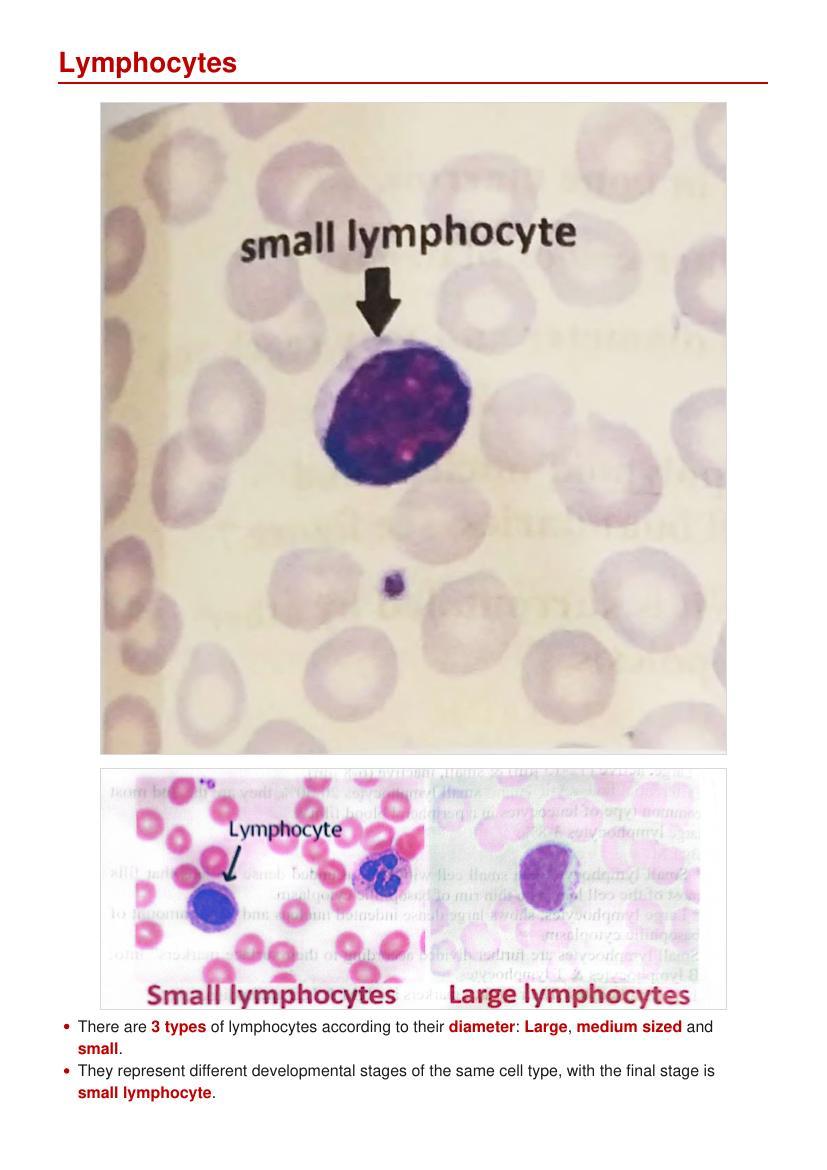 Lymphocytes
small lymphocyte
Lymphocyte
Small lymphocytes
Large lymphocytes
• There are 3 types of lymphocytes according to their diameter: Large, medium sized and
small.
• They represent different developmental stages of the same cell type, with the final stage is
small lymphocyte.